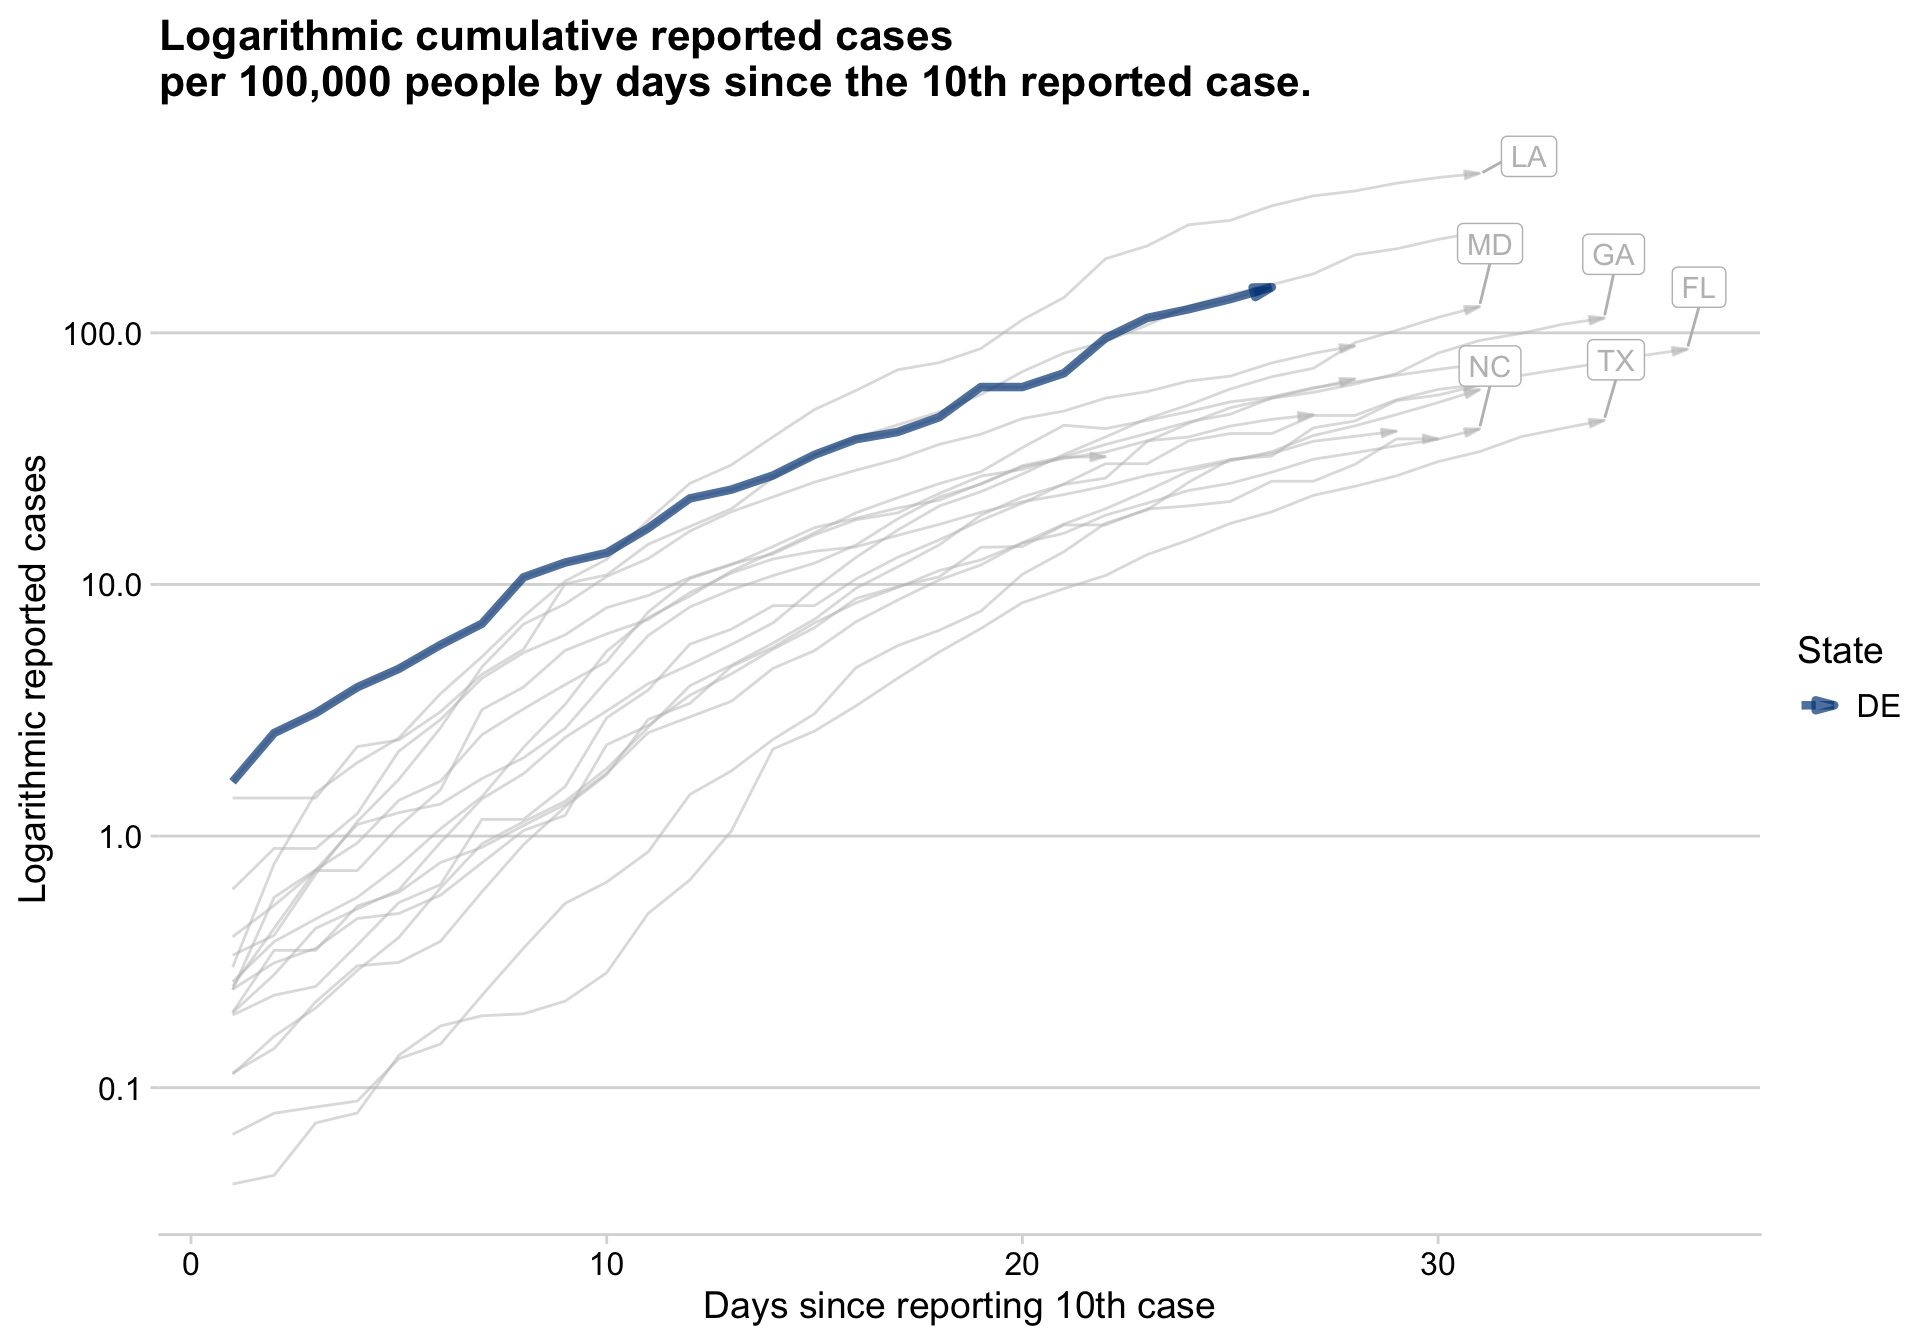 Logarithmic cumulative reported cases
per 100,000 people by days since the 10th reported case.
LA
MD
GA
FL
NC
TX
100.0
10.0
1.0
0.1
Logarithmic reported cases
0
10
20
30
Days since reporting 10th case
State
DE